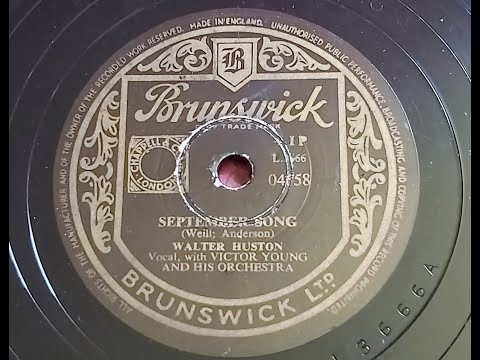 ALL RIGHTS OF THE MANUFACTURER AND OF THE OWNER OF THE RECORDED WORK RESERVED. MADE IN ENGLAND. UNAUTHORISED PUBLIC PERFORMANCE, BROADCASTING AND COPYING OF THIS RECORD PROHIBITED.
B
Brunswick
TRADE MARK
CHAPPELL & CO
LONDON
SEPTEMBER SONG
(Weill; Anderson)
WALTER HUSTON
Vocal, with VICTOR YOUNG
AND HIS ORCHESTRA
BRUNSWICK LTD
13666A